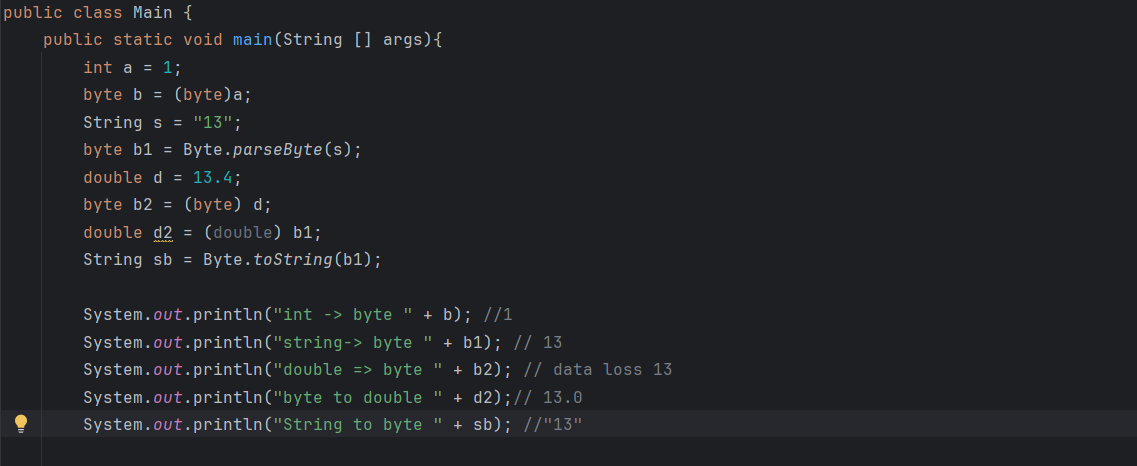 public class Main {
    public static void main(String [] args){
        int a = 1;
        byte b = (byte)a;
        String s = "13";
        byte b1 = Byte.parseByte(s);
        double d = 13.4;
        byte b2 = (byte) d;
        double d2 = (double) b1;
        String sb = Byte.toString(b1);

        System.out.println("int -> byte " + b); //1
        System.out.println("string-> byte " + b1); // 13
        System.out.println("double => byte " + b2); // data loss 13
        System.out.println("byte to double " + d2);// 13.0
        System.out.println("String to byte " + sb); //"13"